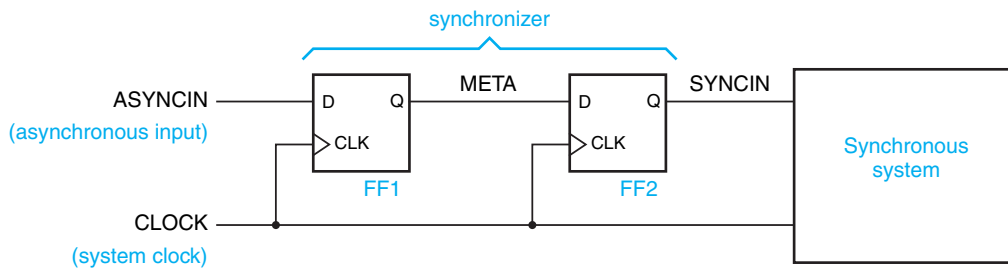 synchronizer
ASYNCIN
(asynchronous input)
D
Q
CLK
FF1
META
D
Q
CLK
FF2
SYNCIN
Synchronous
system
CLOCK
(system clock)